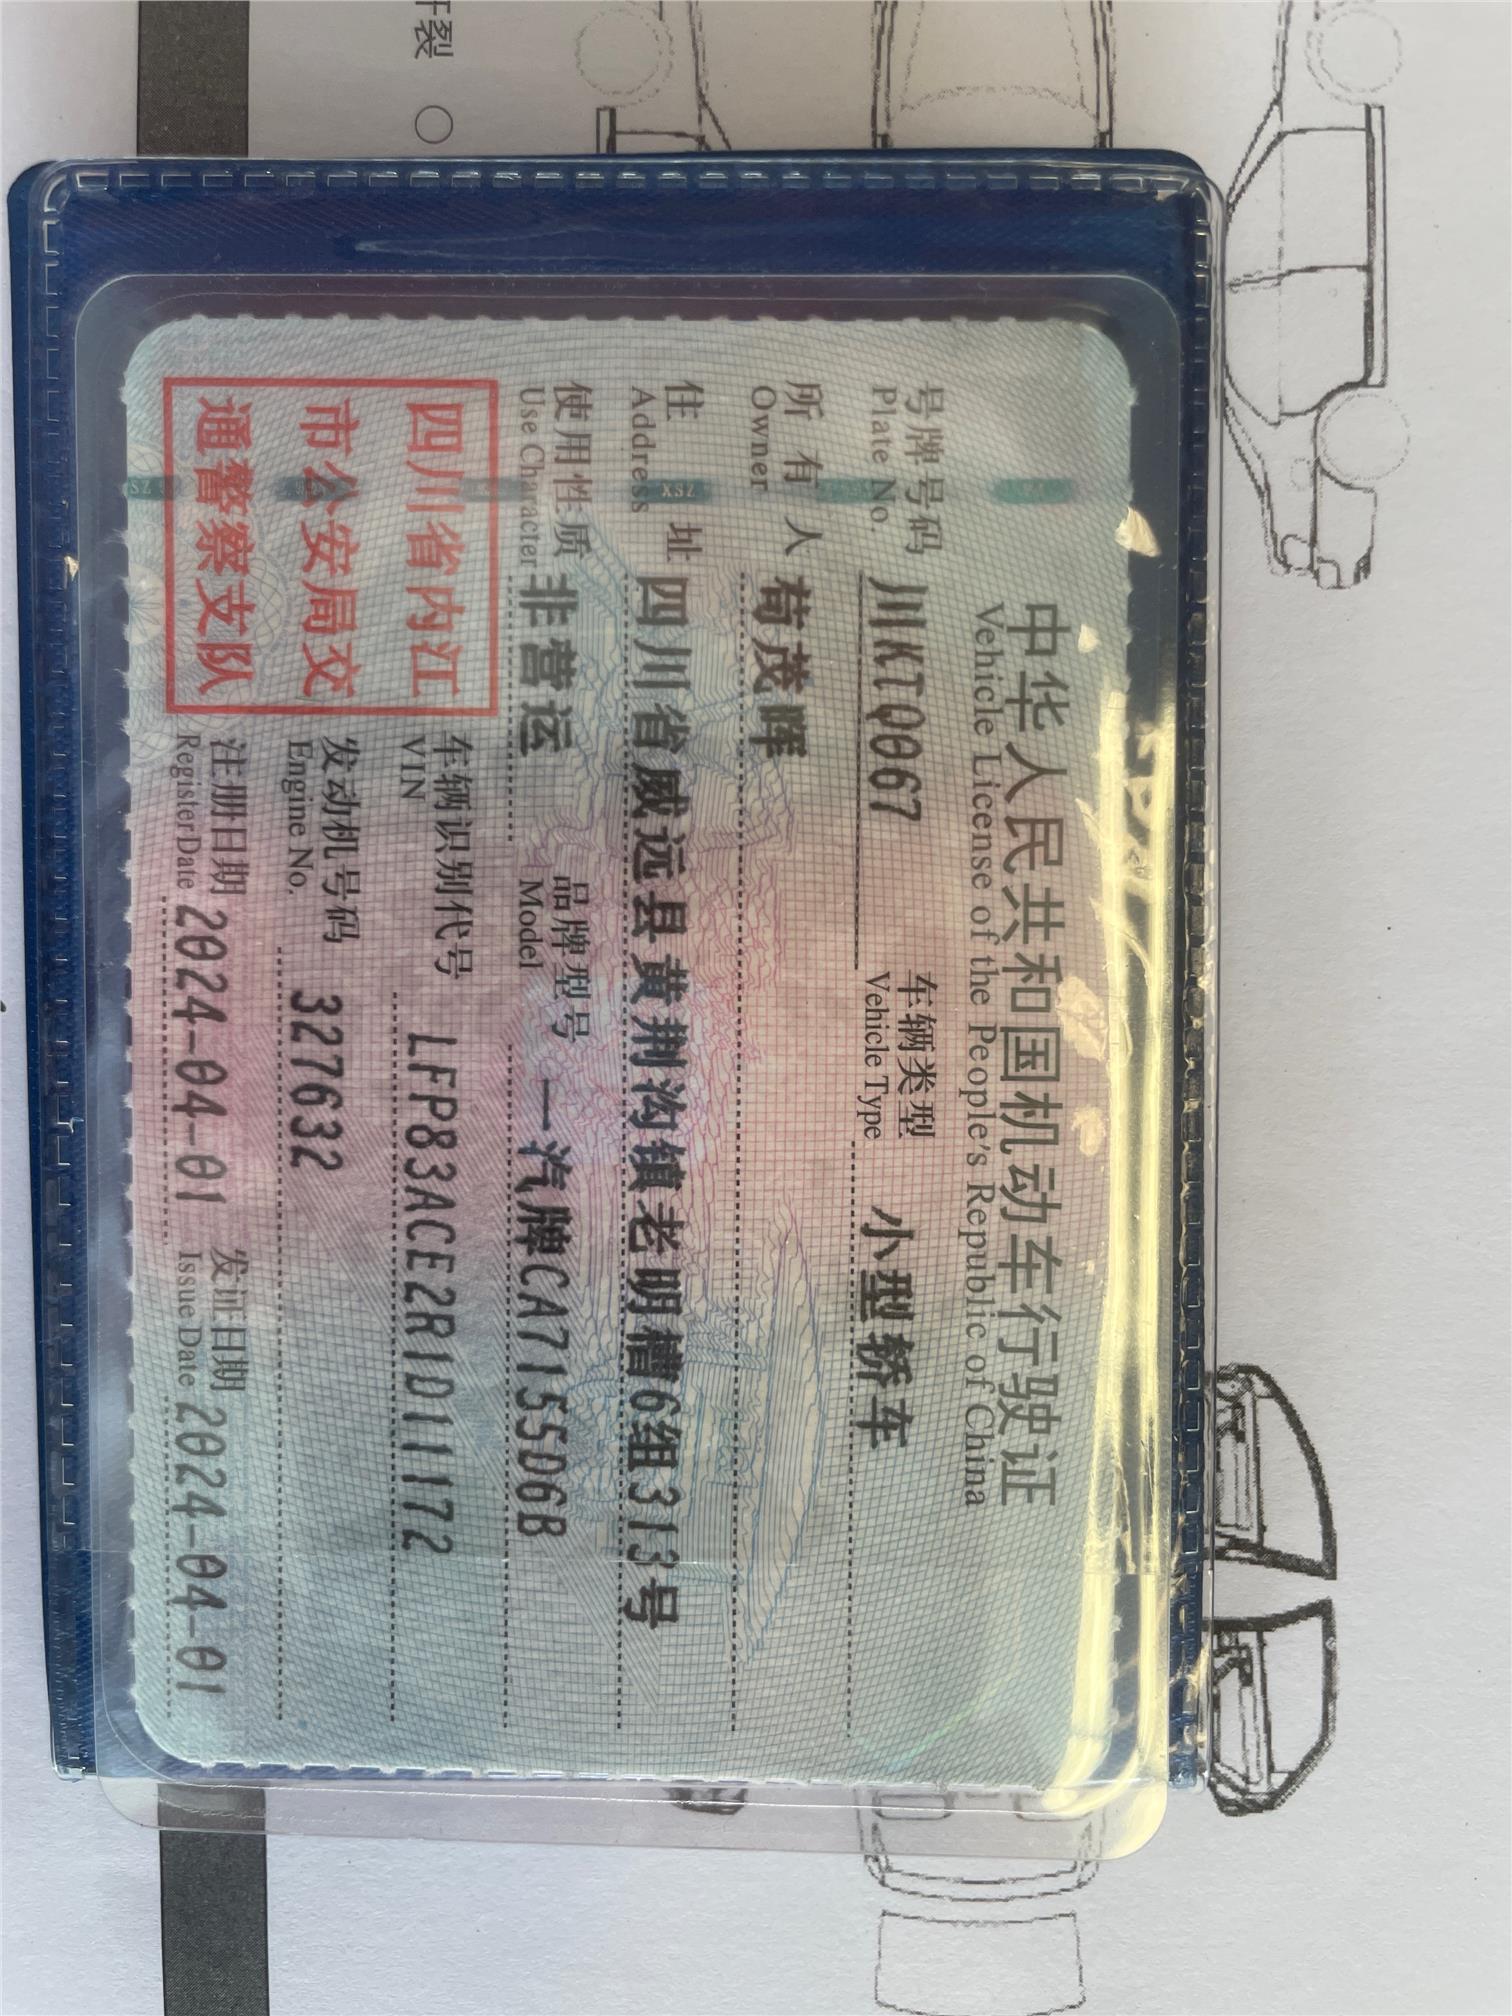 开裂 ○
中华人民共和国机动车行驶证
Vehicle License of the People's Republic of China
号牌号码 川KTQ067 车辆类型 小型轿车
Plate No. Vehicle Type
所有人 荀茂晖
Owner
住址 四川省威远县黄荆沟镇老明槽6组313号
Address
使用性质 非营运 品牌型号 一汽牌CA7155D6B
Use Character Model
四川省内江
市公安局交
通警察支队
车辆识别代号 LFP83ACE2R1D11172
VIN
发动机号码 327632
Engine No.
注册日期 2024-04-01 发证日期 2024-04-01
Register Date Issue Date